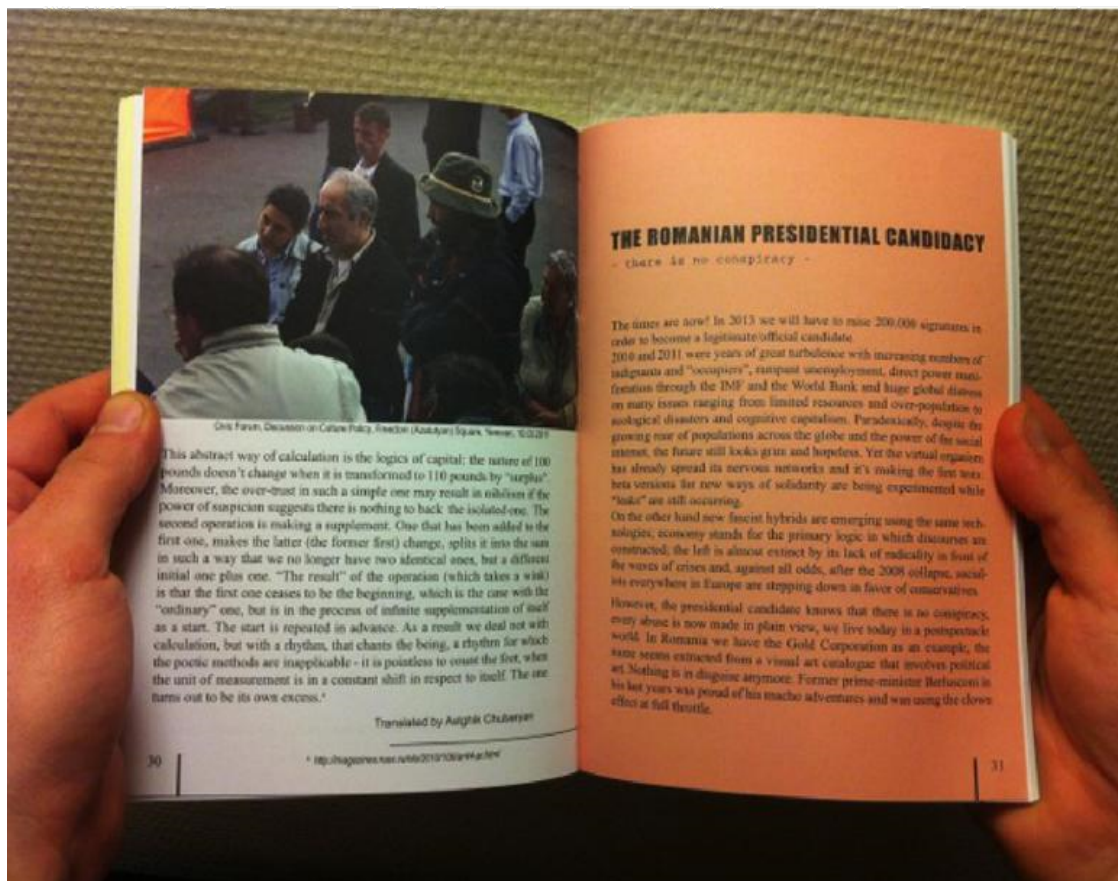 Civic Forum, Discussion on Culture Policy, Freedom (Azatutyan) Square, Yerevan,
This abstract way of calculation is the logics of capital: the nature of 100
pounds doesn't change when it is transformed to 110 pounds by "surplus".
Moreover, the over-trust in such a simple one may result in nihilism if the
power of suspicion suggests there is nothing to back the isolated one. The
second operation is making a supplement. One that has been added to the
first one, makes the latter (the former first) change, splits it into the sum
in such a way that we no longer have two identical ones, but a different
initial one plus one. "The result" of the operation (which takes a wink)
is that the first one ceases to be the beginning, which is the case with the
"ordinary" one, but is in the process of infinite supplementation of itself
as a start. The start is repeated in advance. As a result we deal not with
calculation, but with a rhythm, that chants the being, a rhythm for which
the poetic methods are inapplicable - it is pointless to count the feet, when
the unit of measurement is in a constant shift in respect to itself. The one
turns out to be its own excess.*
Translated by
30
THE ROMANIAN PRESIDENTIAL CANDIDACY
- there is no conspiracy -
The times are now! In 2013 we will have to raise 200.000 signatures in
order to become a legitimate/official candidate.
2010 and 2011 were years of great turbulence with increasing numbers of
indignants and "occupiers", rampant unemployment, direct power mani-
festation through the IMF and the World Bank and huge global distress
on many issues ranging from limited resources and over-population to
ecological disasters and cognitive capitalism. Paradoxically, despite the
growing roar of populations across the globe and the power of the social
internet, the future still looks grim and hopeless. Yet the virtual organism
has already spread its nervous networks and it's making the first
beta versions for new ways of solidarity are being experimented while
"leaks" are still occurring.
On the other hand new fascist hybrids are emerging using the same tech-
nologies; economy stands for the primary logic in which discourses are
constructed; the left is almost extinct by its lack of radicality in front of
the waves of crises and, against all odds, after the 2008 collapse, social-
ists everywhere in Europe are stepping down in favor of conservatives.
However, the presidential candidate knows that there is no conspiracy,
every abuse is now made in plain view, we live today in a
world. In Romania we have the Gold Corporation as an example, the
name seems extracted from a visual art catalogue that involves political
art. Nothing is in disguise anymore. Former prime-minister Berlusconi in
his last years was proud of his macho adventures and was using the clown
effect at full throttle.
31